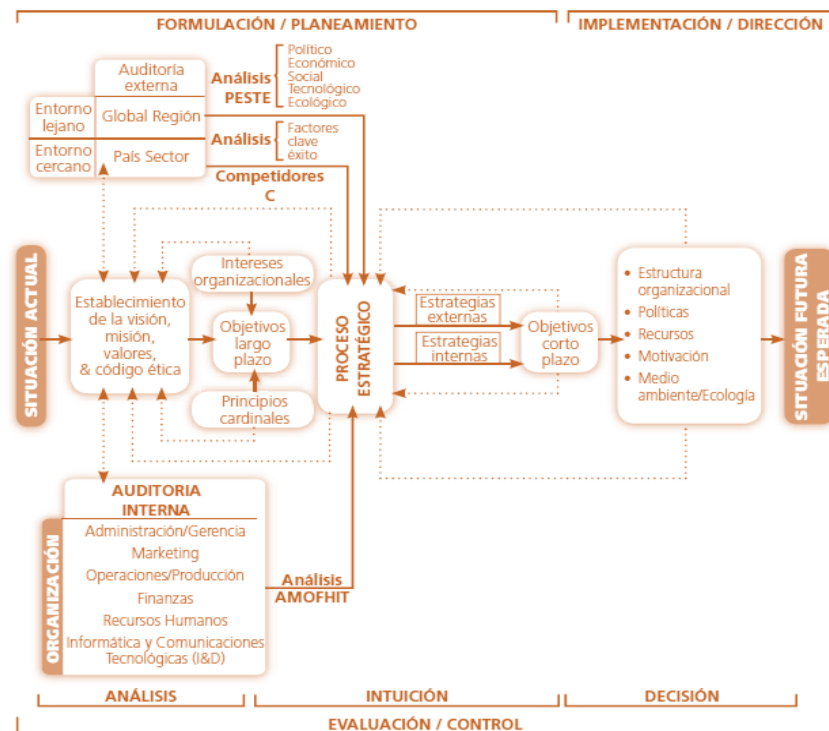 FORMULACIÓN / PLANEAMIENTO
IMPLEMENTACIÓN / DIRECCIÓN
Auditoría
externa
Análisis
PESTE
Político
Económico
Social
Tecnológico
Ecológico
Entorno
lejano
Global Región
Análisis
Factores
clave
éxito
Entorno
cercano
País Sector
Competidores
C
SITUACIÓN ACTUAL
Establecimiento
de la visión,
misión,
valores,
& código ética
Intereses
organizacionales
Objetivos
largo
plazo
Principios
cardinales
PROCESO
ESTRATÉGICO
Estrategias
externas
Estrategias
internas
Objetivos
corto
plazo
• Estructura
organizacional
• Políticas
• Recursos
• Motivación
• Medio
ambiente/Ecología
SITUACIÓN FUTURA
ESPERADA
ORGANIZACIÓN
AUDITORIA
INTERNA
Administración/Gerencia
Marketing
Operaciones/Producción
Finanzas
Recursos Humanos
Informática y Comunicaciones
Tecnológicas (I&D)
Análisis
AMOFHIT
ANÁLISIS
INTUICIÓN
DECISIÓN
EVALUACIÓN / CONTROL